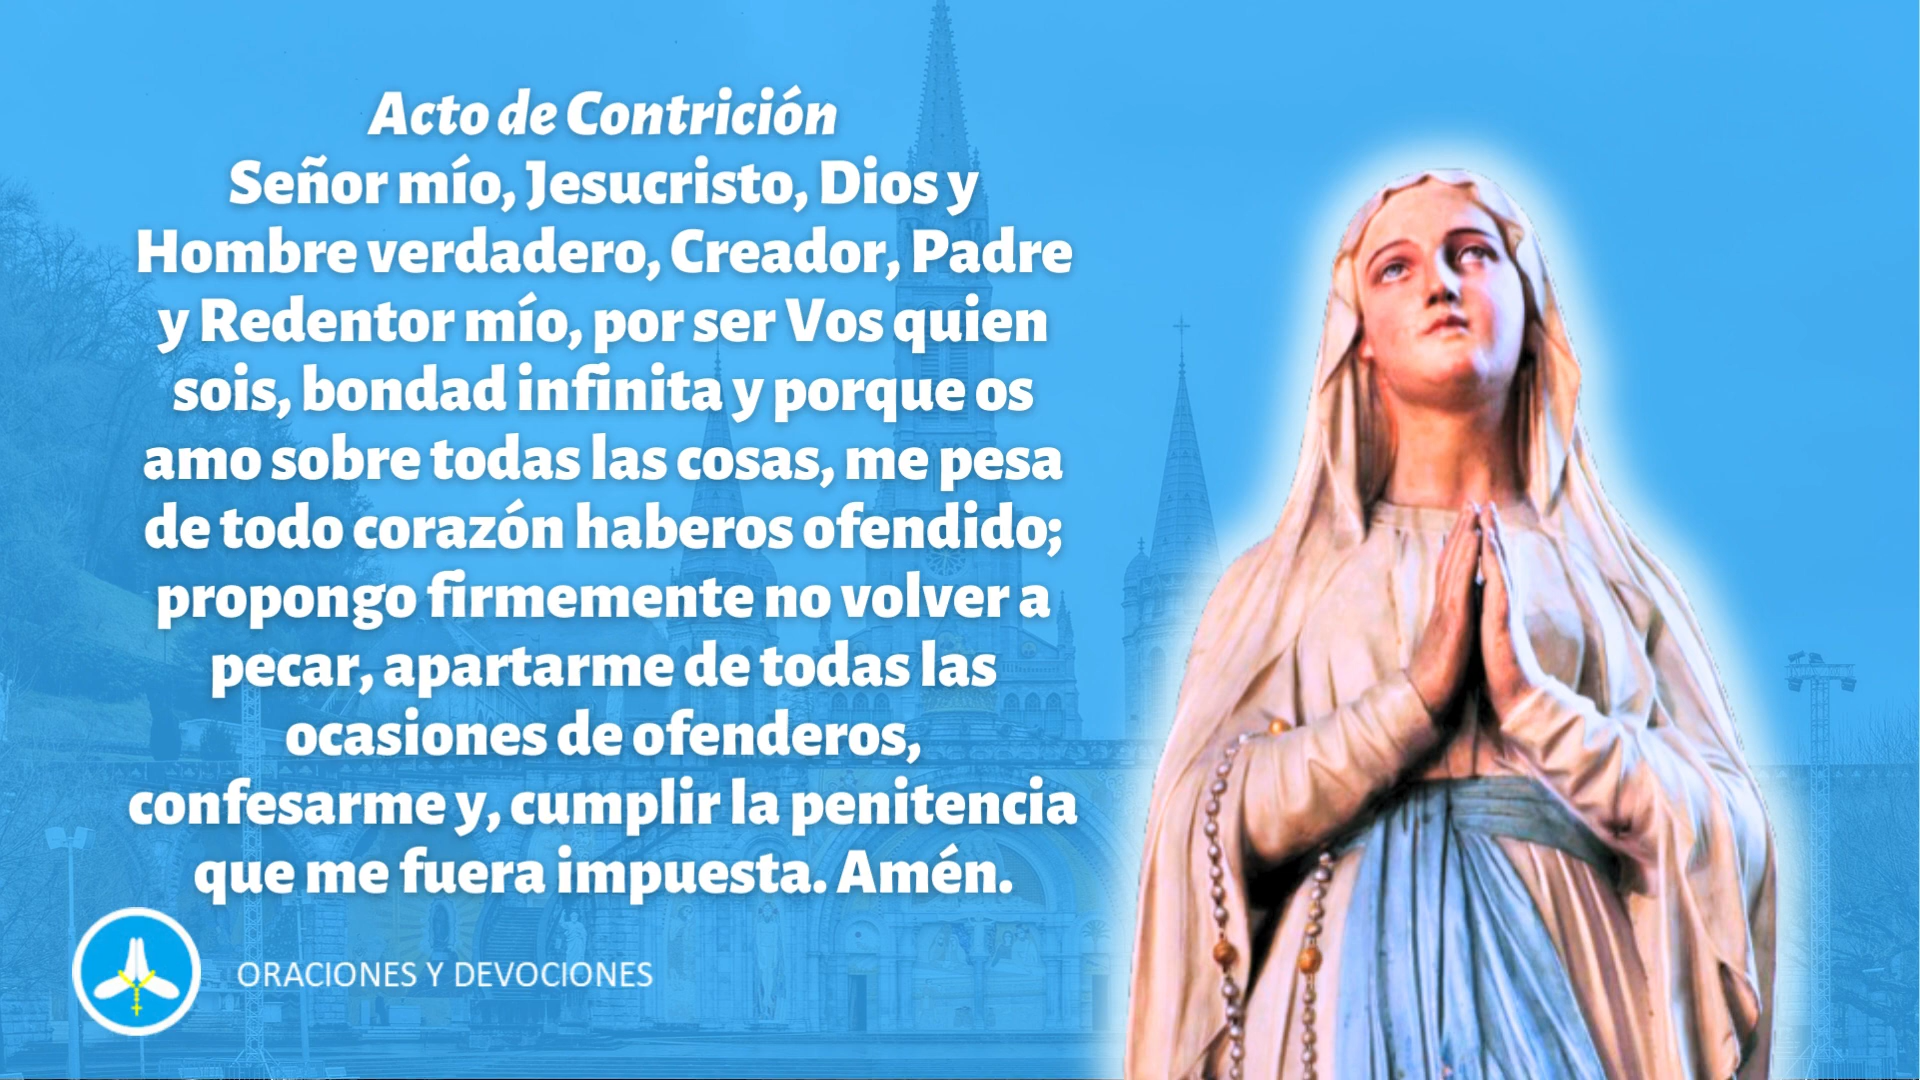 Acto de Contrición
Señor mío, Jesucristo, Dios y
Hombre verdadero, Creador, Padre
y Redentor mío, por ser Vos quien
sois, bondad infinita y porque os
amo sobre todas las cosas, me pesa
de todo corazón haberos ofendido;
propongo firmemente no volver a
pecar, apartarme de todas las
ocasiones de ofenderos,
confesarme y, cumplir la penitencia
que me fuera impuesta. Amén.
ORACIONES Y DEVOCIONES